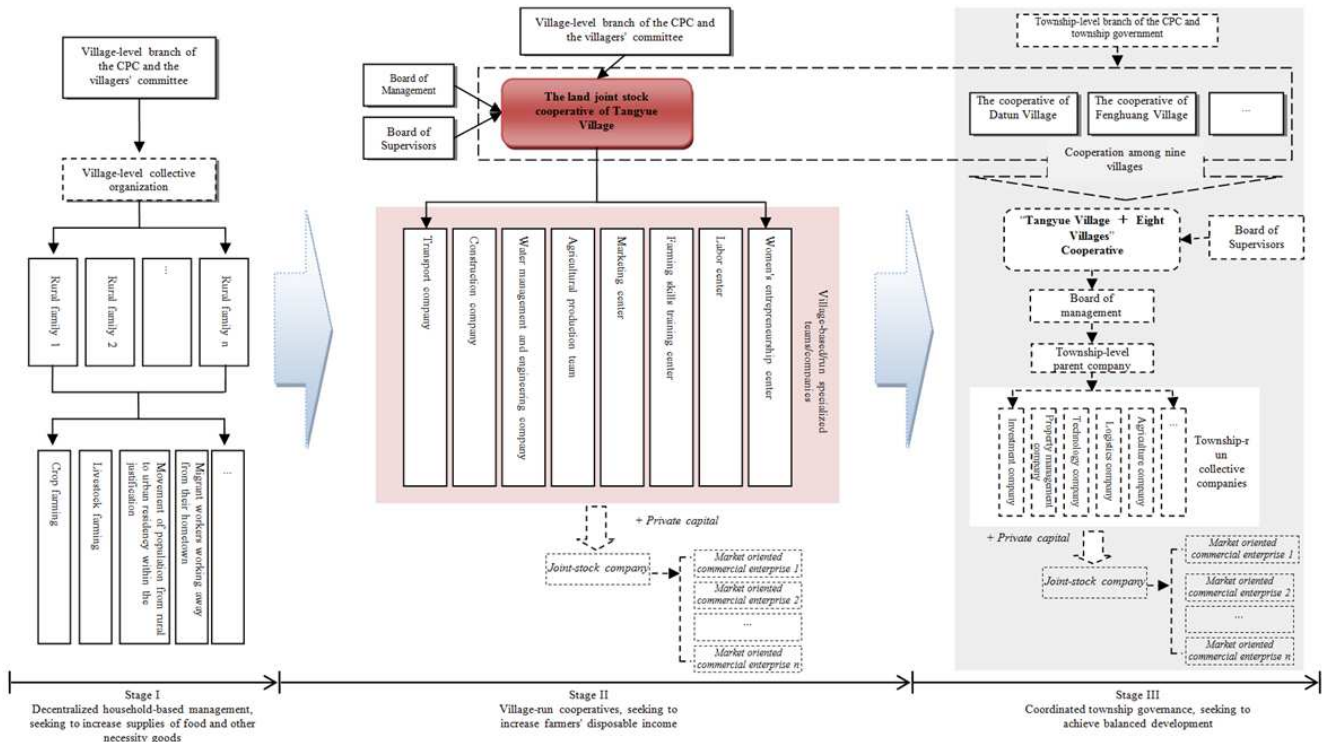 Village-level branch of
the CPC and the
villagers' committee
Village-level collective
organization
Rural family 1
Rural family 2
...
Rural family n
Crop farming
Livestock farming
Movement of population from rural
to urban residency within the
justification
Migrant workers working away
from their hometown
...
Village-level branch of the CPC and
the villagers' committee
Board of
Management
Board of
Supervisors
The land joint stock
cooperative of Tangyue
Village
Transport company
Construction company
Water management and engineering company
Agricultural production team
Marketing center
Farming skills training center
Labor center
Women's entrepreneurship center
Village-based/run specialized
teams/companies
+ Private capital
Joint-stock company
Market oriented
commercial enterprise 1
Market oriented
commercial enterprise 2
...
Market oriented
commercial enterprise n
Township-level branch of the CPC and
township government
The cooperative of
Datun Village
The cooperative of
Fenghuang Village
...
Cooperation among nine
villages
"Tangyue Village + Eight
Villages"
Cooperative
Board of
Supervisors
Board of
management
Township-level
parent company
Investment company
Property management
company
Technology company
Logistics company
Agriculture company
...
Township-r
un
collective
companies
+ Private capital
Joint-stock company
Market oriented
commercial enterprise 1
Market oriented
commercial enterprise 2
...
Market oriented
commercial enterprise n
Stage I
Decentralized household-based management,
seeking to increase supplies of food and other
necessity goods
Stage II
Village-run cooperatives, seeking to
increase farmers' disposable income
Stage III
Coordinated township governance, seeking to
achieve balanced development